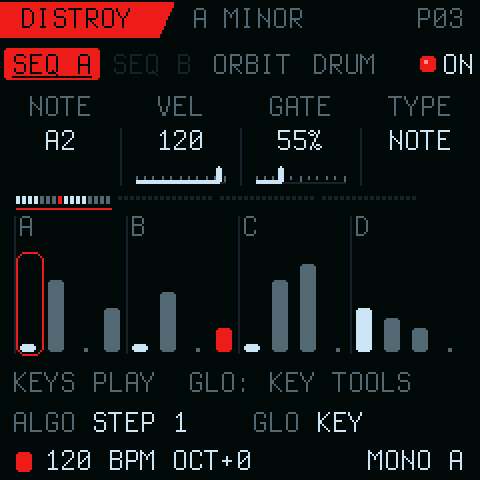 DISTROY A MINOR P03
SEQ A SEQ B ORBIT DRUM ON
NOTE VEL GATE TYPE
A2 120 55% NOTE
A B C D
KEYS PLAY GLO: KEY TOOLS
ALGO STEP 1 GLO KEY
120 BPM OCT+0 MONO A